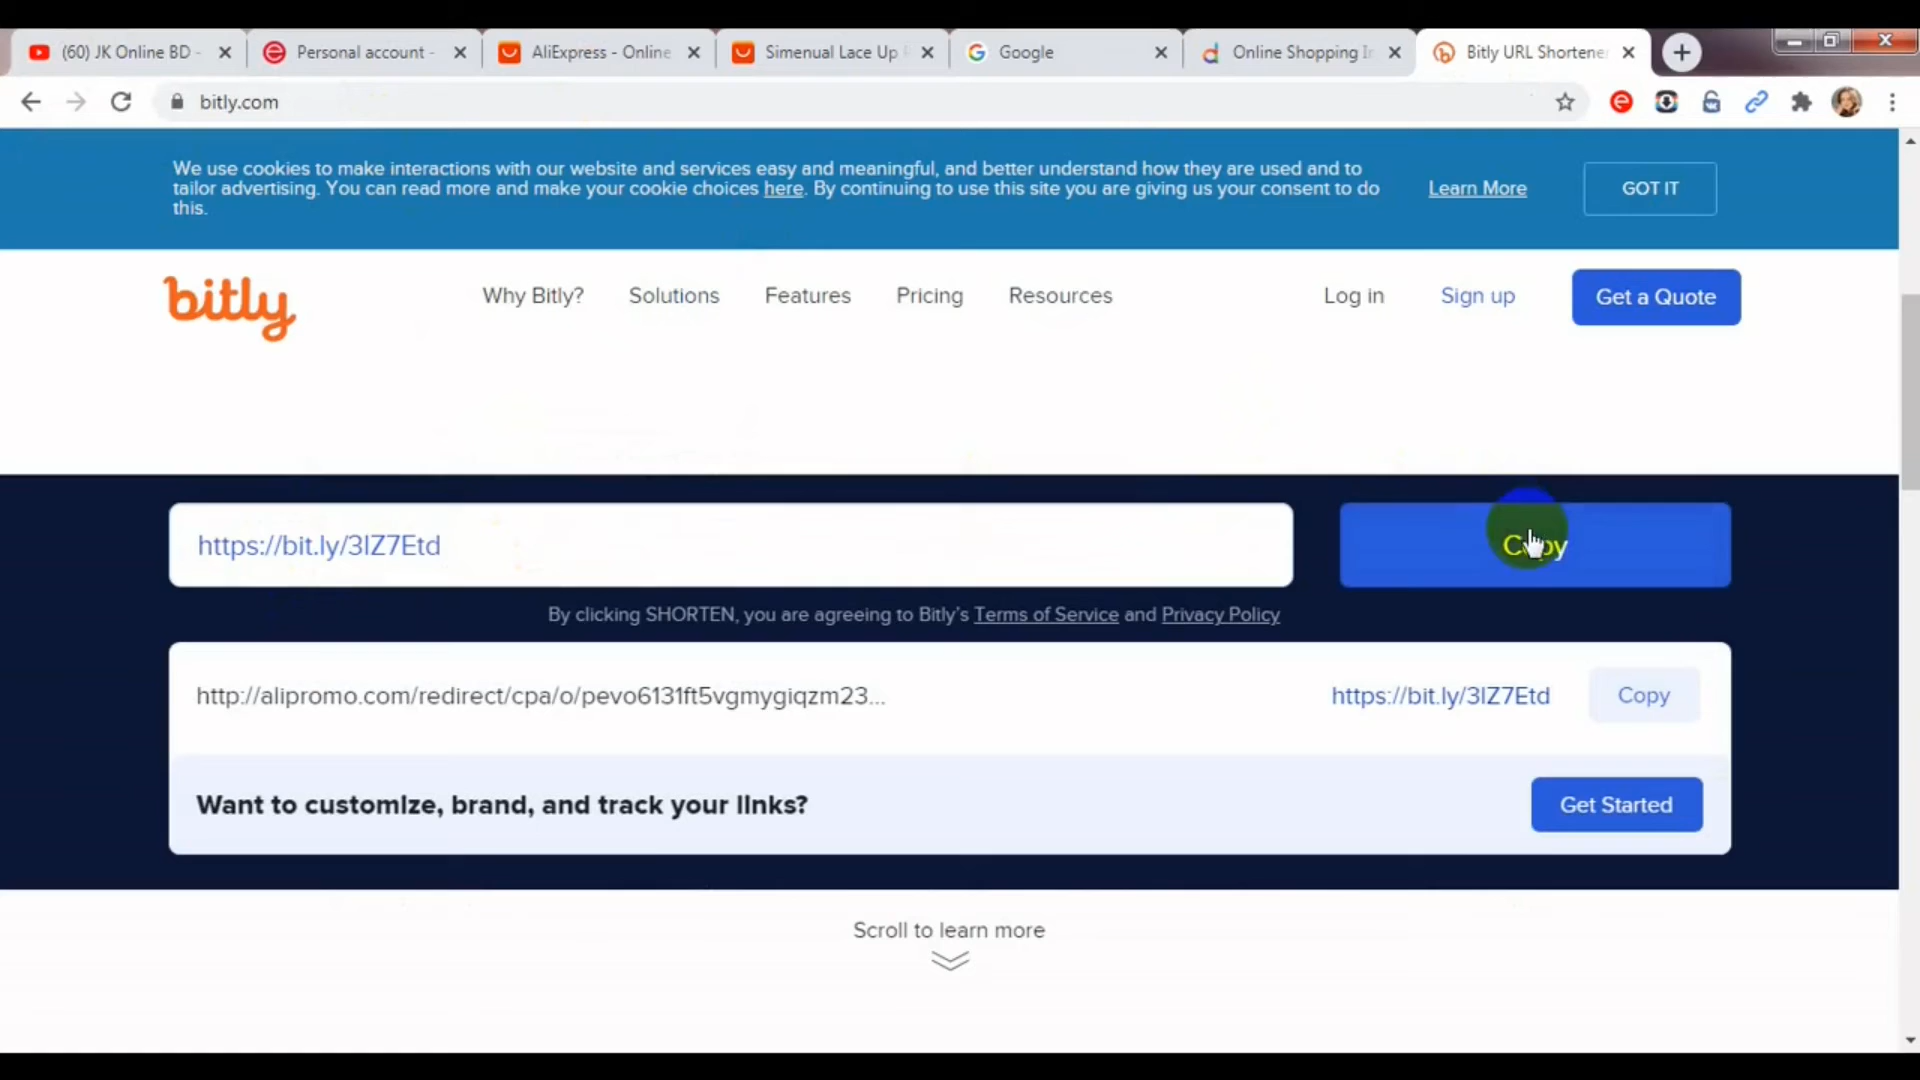 (60) JK Online BD -
Personal account -
AliExpress - Online
Simenual Lace Up
Google
Online Shopping In
Bitly URL Shortener
bitly.com
We use cookies to make interactions with our website and services easy and meaningful, and better understand how they are used and to
tailor advertising. You can read more and make your cookie choices here. By continuing to use this site you are giving us your consent to do
this.
Learn More
GOT IT
bitly
Why Bitly?
Solutions
Features
Pricing
Resources
Log in
Sign up
Get a Quote
https://bit.ly/3lZ7Etd
Copy
By clicking SHORTEN, you are agreeing to Bitly's Terms of Service and Privacy Policy
http://alipromo.com/redirect/cpa/o/pevo6131ft5vgmygiqzm23...
https://bit.ly/3lZ7Etd
Copy
Want to customize, brand, and track your links?
Get Started
Scroll to learn more